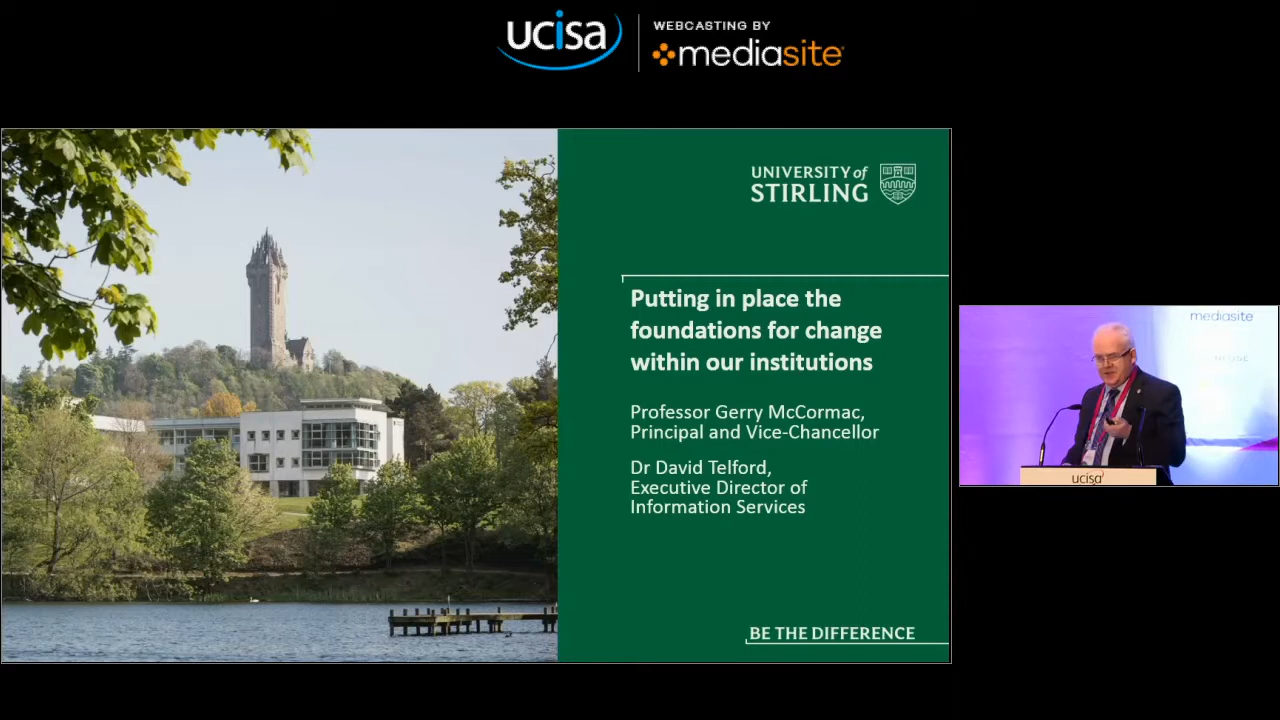 ucisa
WEBCASTING BY
mediasite
UNIVERSITY of
STIRLING
Putting in place the
foundations for change
within our institutions
Professor Gerry McCormac,
Principal and Vice-Chancellor
Dr David Telford,
Executive Director of
Information Services
BE THE DIFFERENCE
mediasite
ucisa